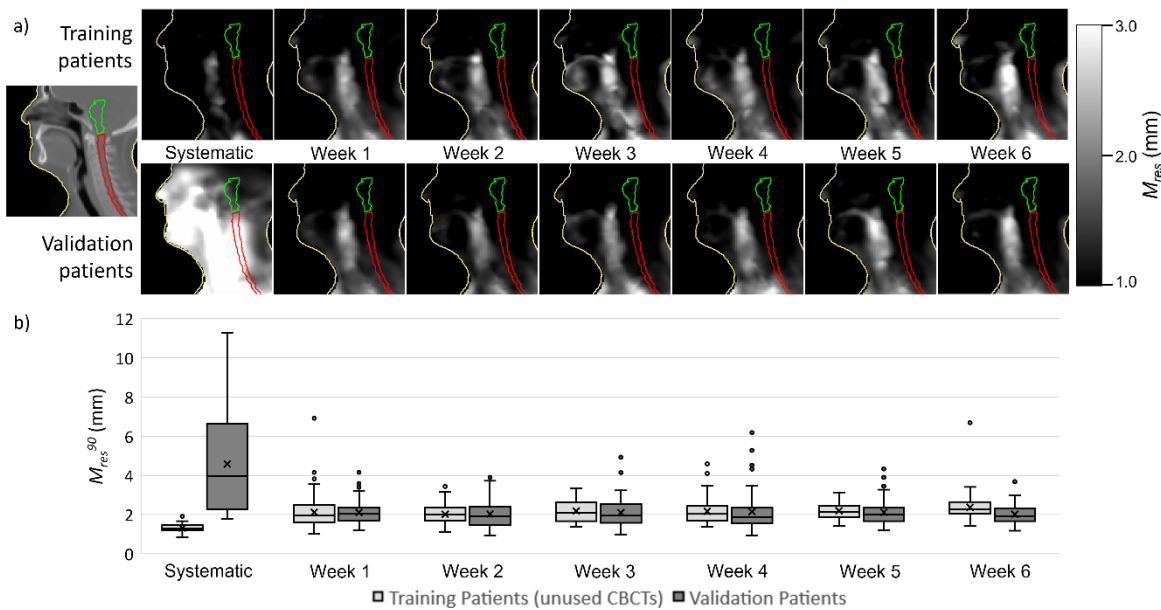 a)
Training
patients
Systematic
Week 1
Week 2
Week 3
Week 4
Week 5
Week 6
Validation
patients
3.0
2.0
1.0
M_res (mm)
b)
M_res^90 (mm)
12
10
8
6
4
2
0
Systematic
Week 1
Week 2
Week 3
Week 4
Week 5
Week 6
Training Patients (unused CBCTs)
Validation Patients